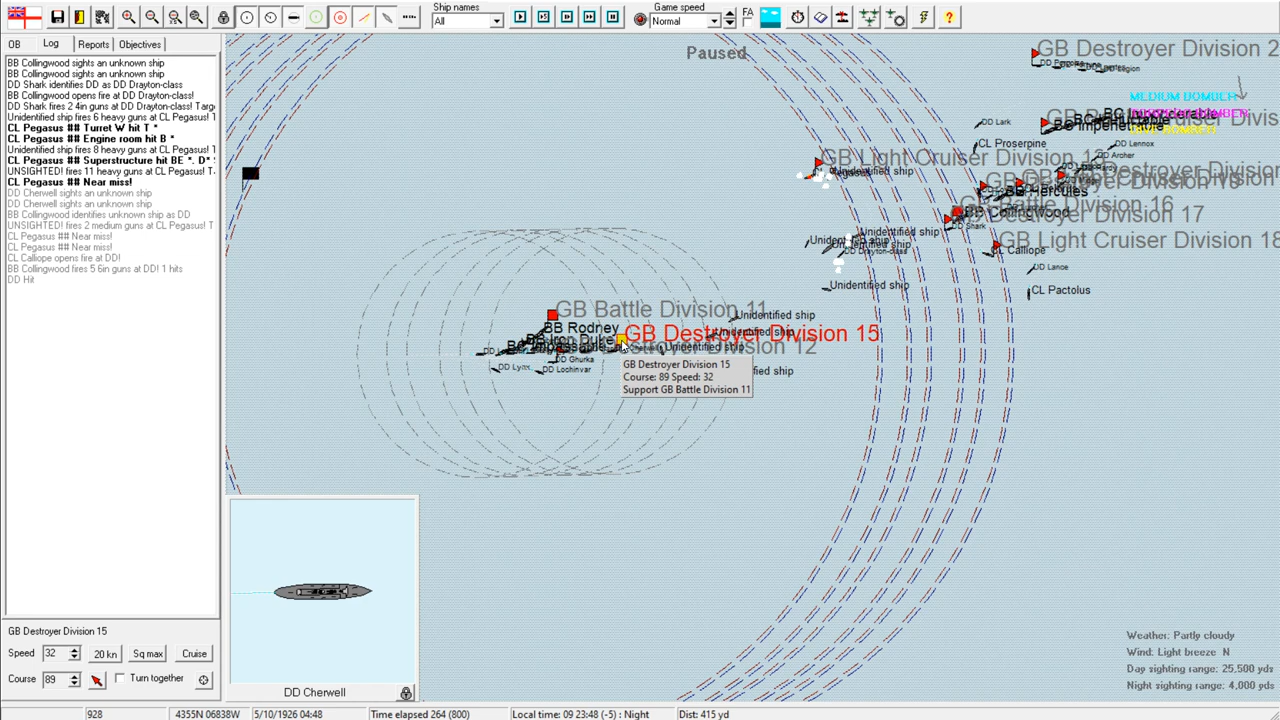 Ship names
All
Game speed
Normal
FA
OB
Log
Reports
Objectives
BB Collingwood sights an unknown ship
BB Collingwood sights an unknown ship
DD Shark identifies DD as DD Drayton-class
BB Collingwood opens fire at DD Drayton-class!
DD Shark fires 2 4in guns at DD Drayton-class! Targ
Unidentified ship fires 6 heavy guns at CL Pegasus! T
CL Pegasus ## Turret W hit T *
CL Pegasus ## Engine room hit B *
Unidentified ship fires 8 heavy guns at CL Pegasus! T
CL Pegasus ## Superstructure hit BE *. D*
UNSIGHTED! fires 11 heavy guns at CL Pegasus! T
CL Pegasus ## Near miss!
DD Cherwell sights an unknown ship
DD Cherwell sights an unknown ship
BB Collingwood identifies unknown ship as DD
UNSIGHTED! fires 2 medium guns at CL Pegasus! T
CL Pegasus ## Near miss!
CL Pegasus ## Near miss!
CL Calliope opens fire at DD!
BB Collingwood fires 5 6in guns at DD! 1 hits
DD Hit
Paused
GB Destroyer Division 2
MEDIUM BOMBER
DD Lark
CL Proserpine
DD Lennox
DD Archer
GB Light Cruiser Division
Unidentified ship
BB Hercules
Division 16
BB Collingwood
Division 17
DD Shark
Unidentified ship
DD Drayton-class
GB Light Cruiser Division 18
CL Calliope
DD Lance
CL Pactolus
Unidentified ship
GB Battle Division 11
Unidentified ship
BB Rodney
GB Destroyer Division 15
Division 12
Unidentified ship
DD Ghurka
DD Lynx
DD Lochinvar
GB Destroyer Division 15
Course: 89 Speed: 32
Support GB Battle Division 11
fied ship
DD Cherwell
GB Destroyer Division 15
Speed
32
20 kn
Sq max
Cruise
Course
89
Turn together
Weather: Partly cloudy
Wind: Light breeze N
Day sighting range: 25,500 yds
Night sighting range: 4,000 yds
928
4355N 06838W
5/10/1926 04:48
Time elapsed 264 (800)
Local time: 09 23:48 (-5) : Night
Dist: 415 yd